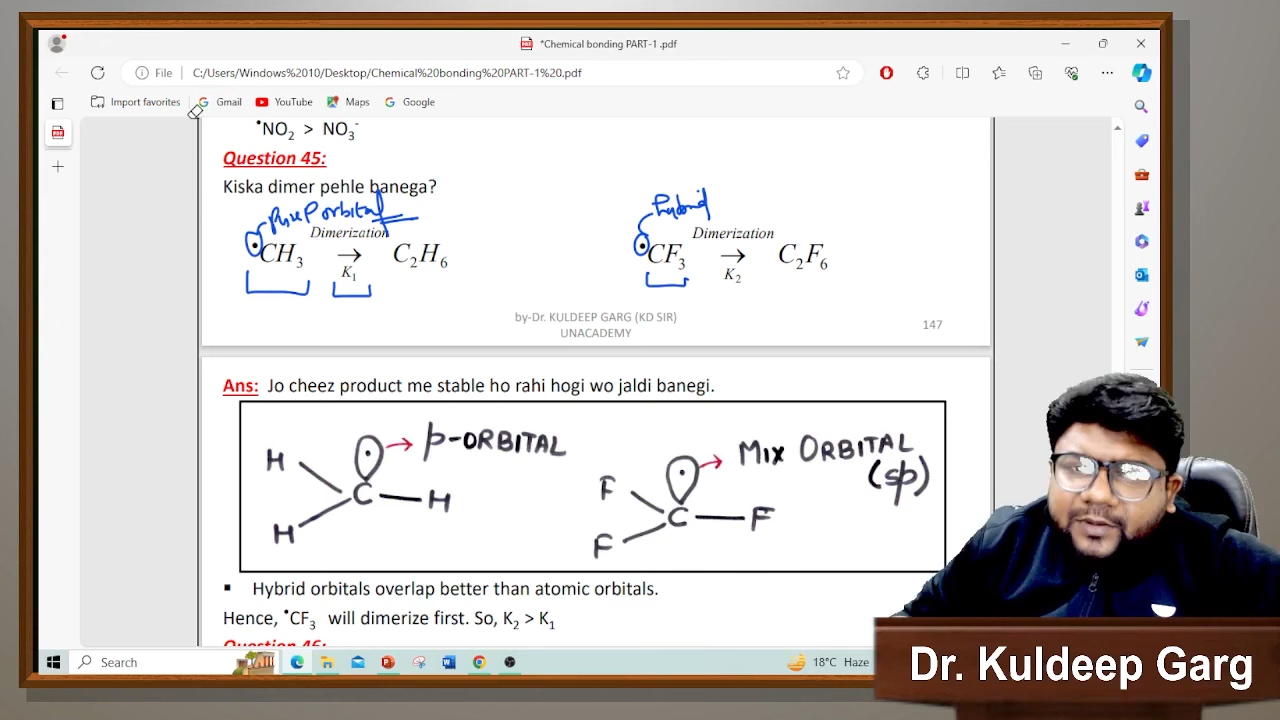 *Chemical bonding PART-1 .pdf
File C:/Users/Windows%2010/Desktop/Chemical%20bonding%20PART-1%20.pdf
Import favorites Gmail YouTube Maps Google
•NO2 > NO3-
Question 45:
Kiska dimer pehle banega?
Pure P orbital
hybrid
•CH3 Dimerization → K1 C2H6
•CF3 Dimerization → K2 C2F6
by-Dr. KULDEEP GARG (KD SIR)
UNACADEMY
147
Ans: Jo cheez product me stable ho rahi hogi wo jaldi banegi.
H C H H → p-ORBITAL
F C F F → MIX ORBITAL
(sp)
▪ Hybrid orbitals overlap better than atomic orbitals.
Hence, •CF3 will dimerize first. So, K2 > K1
Question 46:
Search
18°C Haze
Dr. Kuldeep Garg